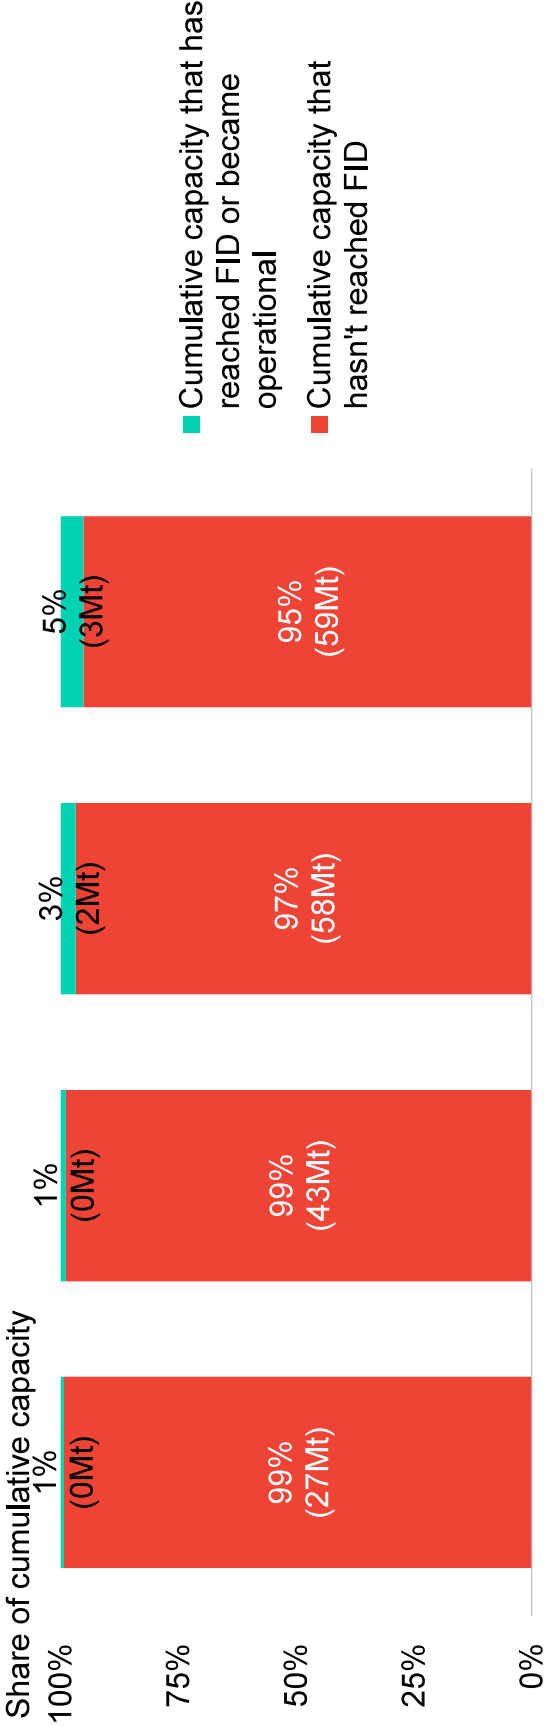 Share of cumulative capacity
100%
75%
50%
25%
0%
1%
(0Mt)
99%
(27Mt)
1%
(0Mt)
99%
(43Mt)
3%
(2Mt)
97%
(58Mt)
5%
(3Mt)
95%
(59Mt)
Cumulative capacity that has
reached FID or became
operational
Cumulative capacity that
hasn't reached FID